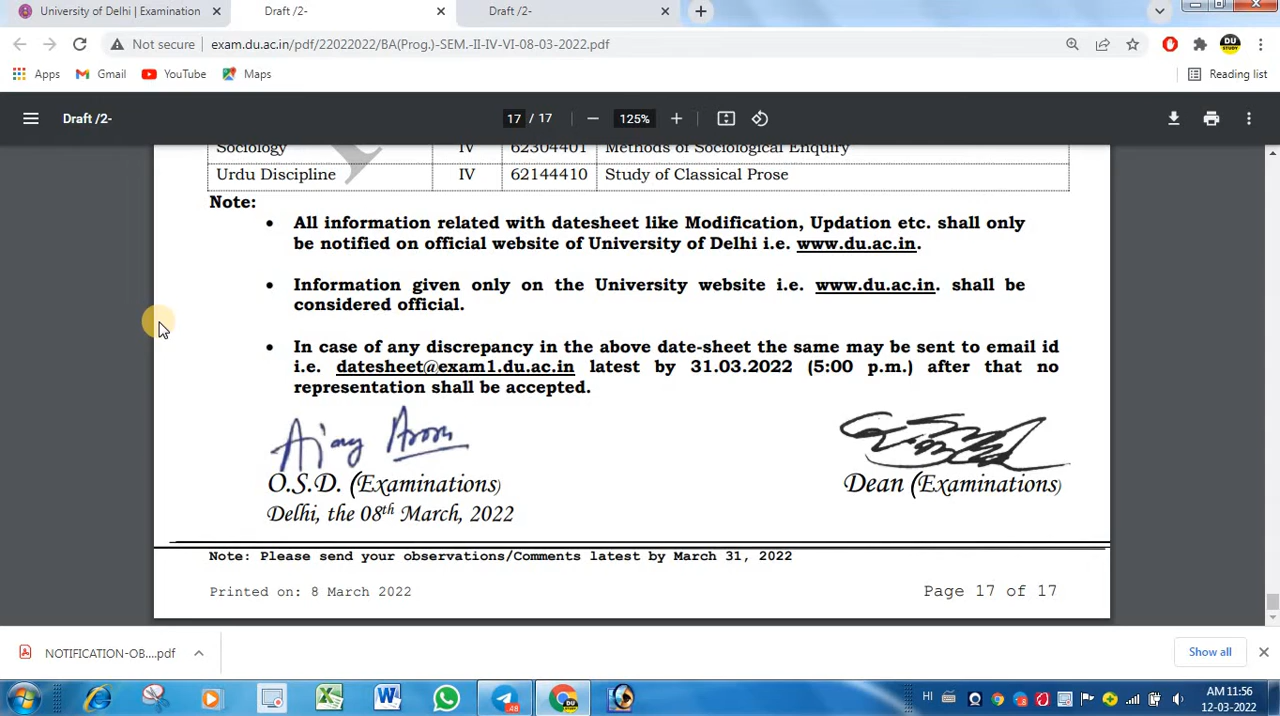 University of Delhi | Examination
Draft /2-
Draft /2-
Not secure
exam.du.ac.in/pdf/22022022/BA(Prog.)-SEM.-II-IV-VI-08-03-2022.pdf
DU
STUDY
Apps
Gmail
YouTube
Maps
Reading list
Draft /2-
17 / 17
125%
Sociology IV 62304401 Methods of Sociological Enquiry
Urdu Discipline IV 62144410 Study of Classical Prose
Note:
• All information related with datesheet like Modification, Updation etc. shall only
be notified on official website of University of Delhi i.e. www.du.ac.in.
• Information given only on the University website i.e. www.du.ac.in. shall be
considered official.
• In case of any discrepancy in the above date-sheet the same may be sent to email id
i.e. datesheet@exam1.du.ac.in latest by 31.03.2022 (5:00 p.m.) after that no
representation shall be accepted.
Ajay
O.S.D. (Examinations) Dean (Examinations)
Delhi, the 08th March, 2022
Note: Please send your observations/Comments latest by March 31, 2022
Printed on: 8 March 2022 Page 17 of 17
NOTIFICATION-OB....pdf
Show all
48
HI
AM 11:56
12-03-2022